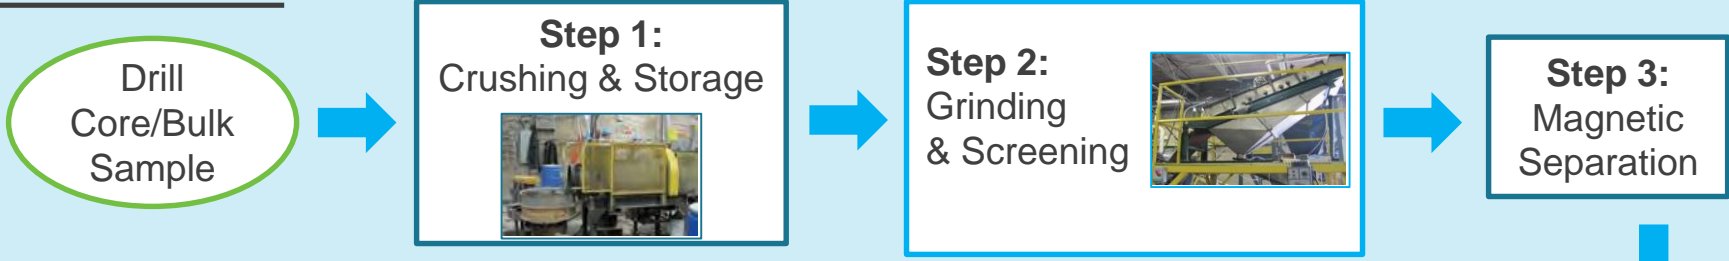 Drill
Core/Bulk
Sample
Step 1:
Crushing & Storage
Step 2:
Grinding
& Screening
Step 3:
Magnetic
Separation